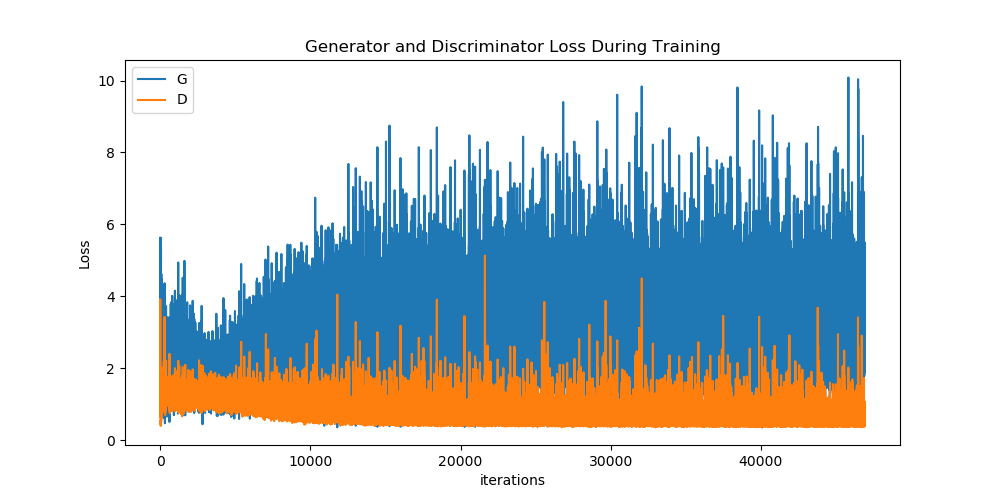 Generator and Discriminator Loss During Training
G
D
10
8
6
4
2
0
Loss
0 10000 20000 30000 40000
iterations